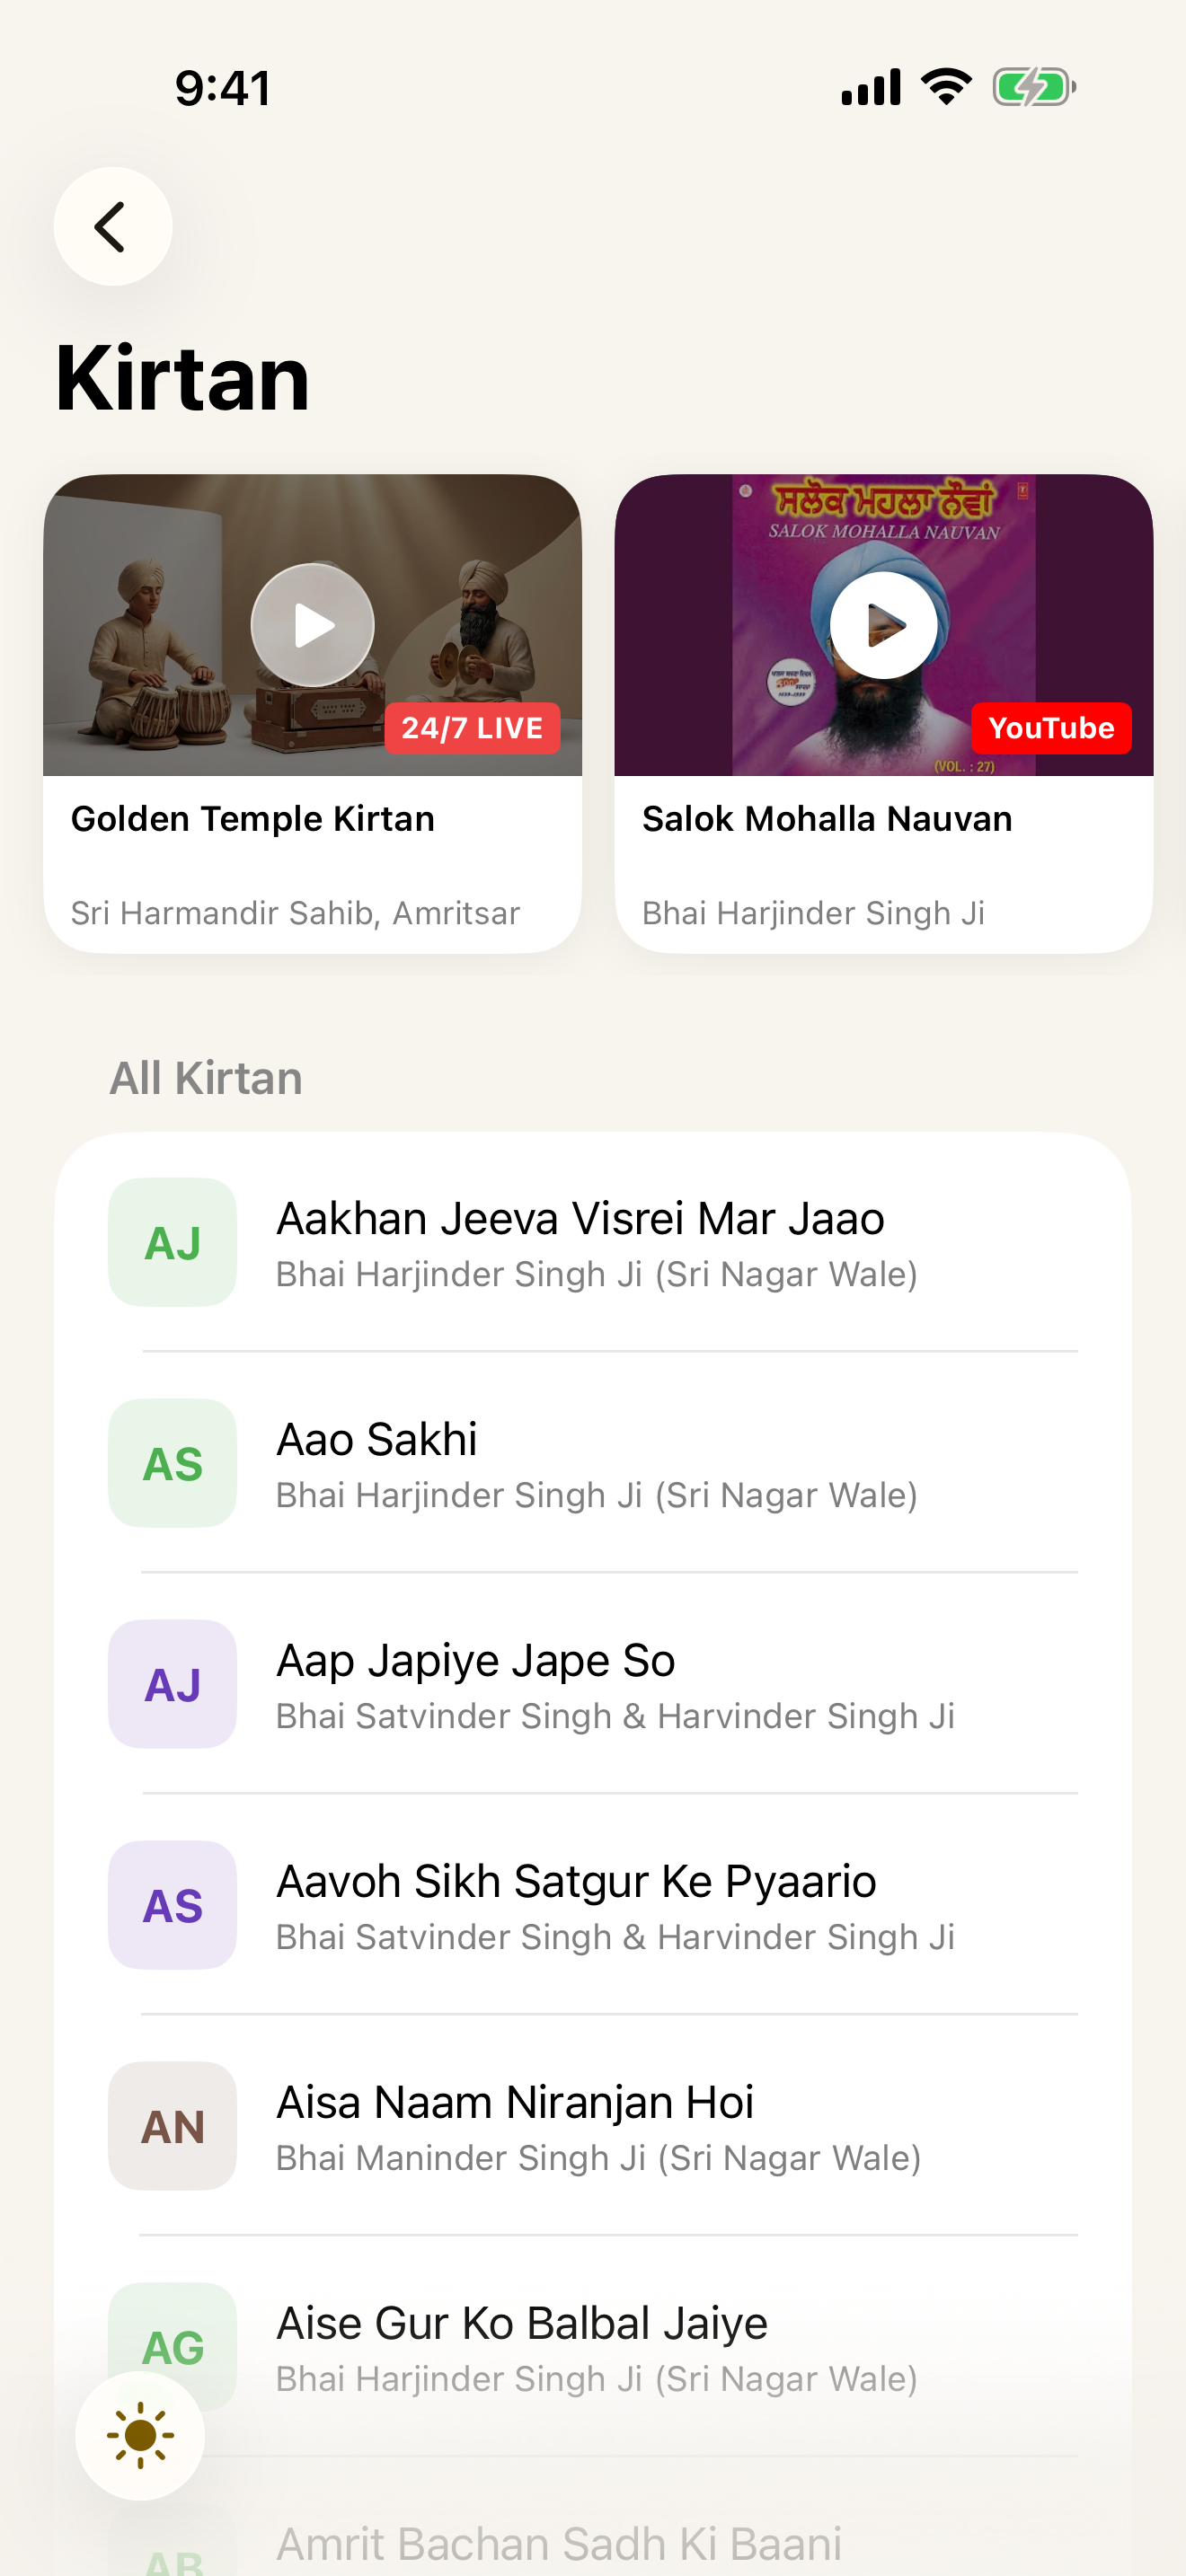 9:41
Kirtan
ਸਲੋਕ ਮਹਲਾ ਨੌਵਾਂ
SALOK MOHALLA NAUVAN
(VOL. : 27)
24/7 LIVE
YouTube
Golden Temple Kirtan
Sri Harmandir Sahib, Amritsar
Salok Mohalla Nauvan
Bhai Harjinder Singh Ji
All Kirtan
AJ
Aakhan Jeeva Visrei Mar Jaao
Bhai Harjinder Singh Ji (Sri Nagar Wale)
AS
Aao Sakhi
Bhai Harjinder Singh Ji (Sri Nagar Wale)
AJ
Aap Japiye Jape So
Bhai Satvinder Singh & Harvinder Singh Ji
AS
Aavoh Sikh Satgur Ke Pyaario
Bhai Satvinder Singh & Harvinder Singh Ji
AN
Aisa Naam Niranjan Hoi
Bhai Maninder Singh Ji (Sri Nagar Wale)
AG
Aise Gur Ko Balbal Jaiye
Bhai Harjinder Singh Ji (Sri Nagar Wale)
AB
Amrit Bachan Sadh Ki Baani